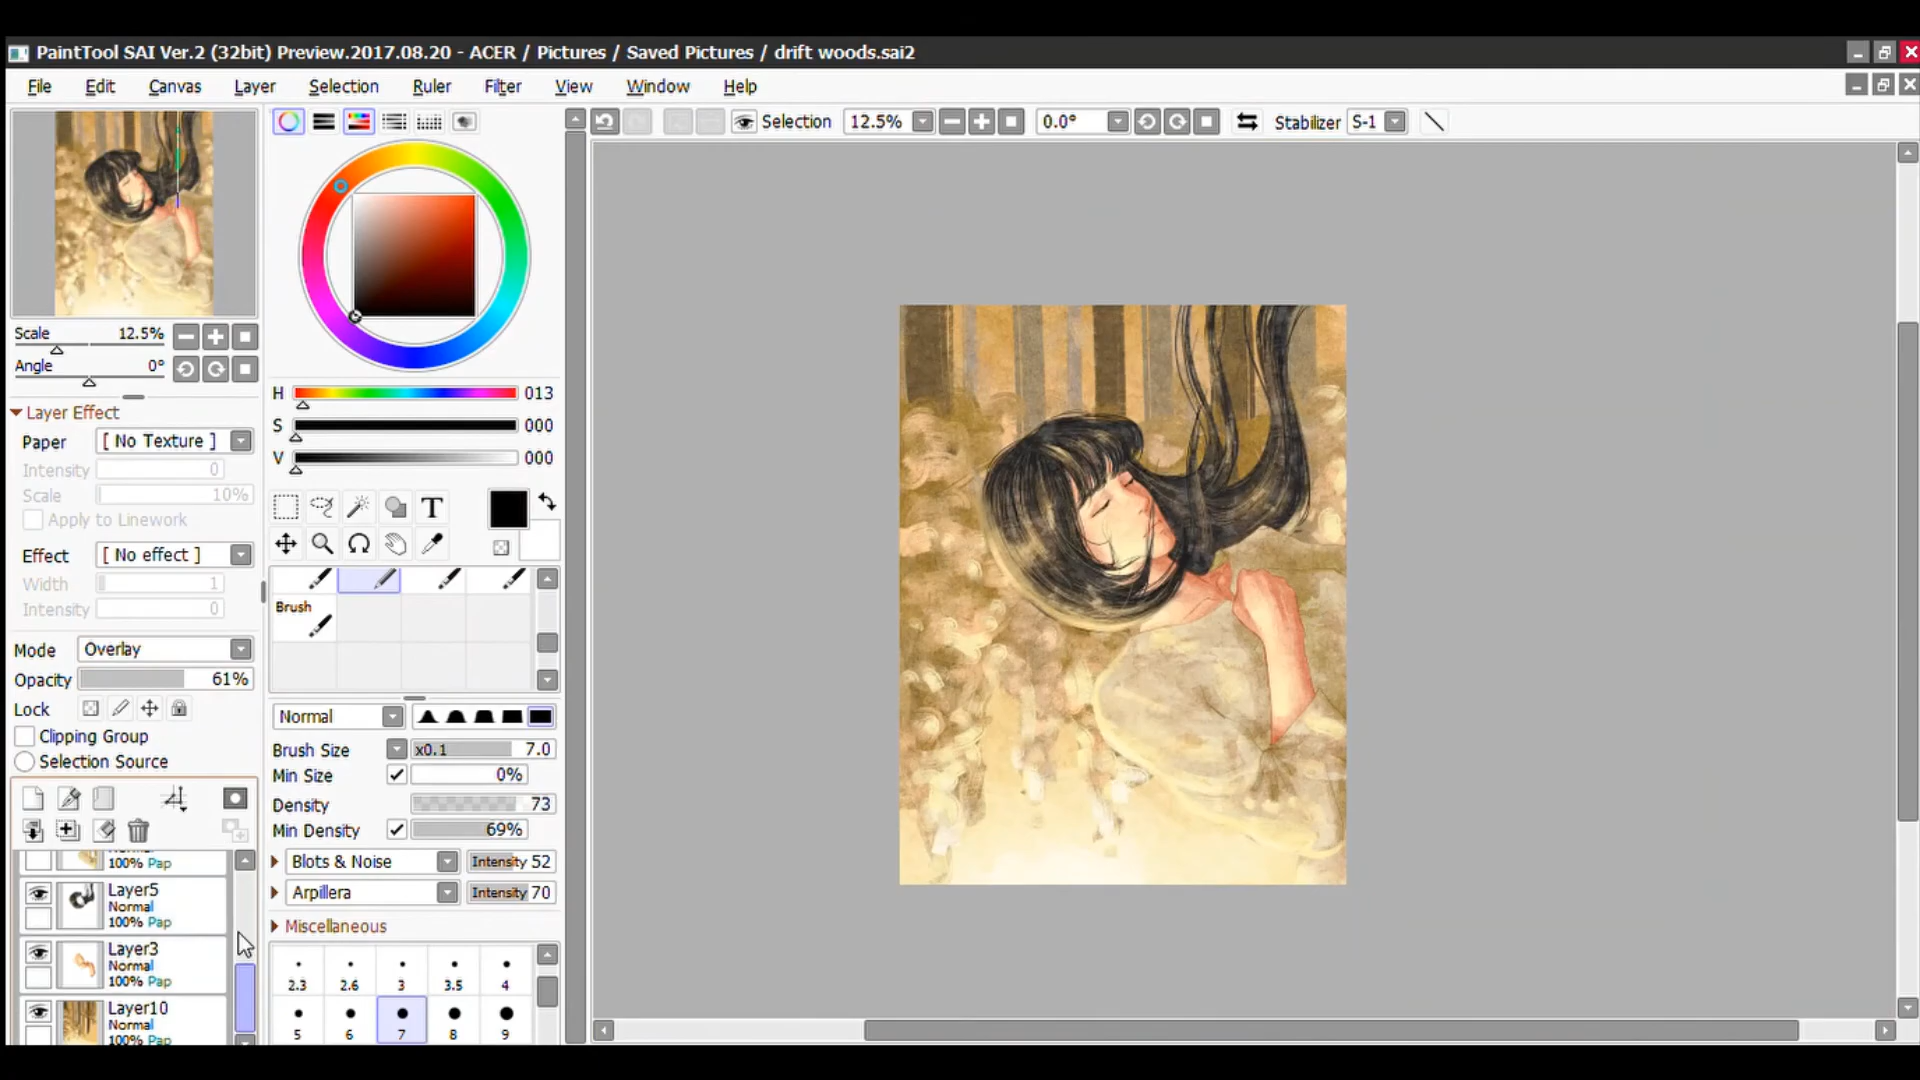 PaintTool SAI Ver.2 (32bit) Preview.2017.08.20 - ACER / Pictures / Saved Pictures / drift woods.sai2
File Edit Canvas Layer Selection Ruler Filter View Window Help
Selection 12.5% 0.0° Stabilizer S-1
Scale 12.5%
Angle 0°
Layer Effect
Paper [ No Texture ]
Intensity 0
Scale 10%
Apply to Linework
Effect [ No effect ]
Width 1
Intensity 0
Mode Overlay
Opacity 61%
Lock
Clipping Group
Selection Source
100% Pap
Layer5
Normal
100% Pap
Layer3
Normal
100% Pap
Layer10
Normal
100% Pap
H 013
S 000
V 000
T
Brush
Normal
Brush Size x0.1 7.0
Min Size 0%
Density 73
Min Density 69%
Blots & Noise Intensity 52
Arpillera Intensity 70
Miscellaneous
2.3 2.6 3 3.5 4
5 6 7 8 9